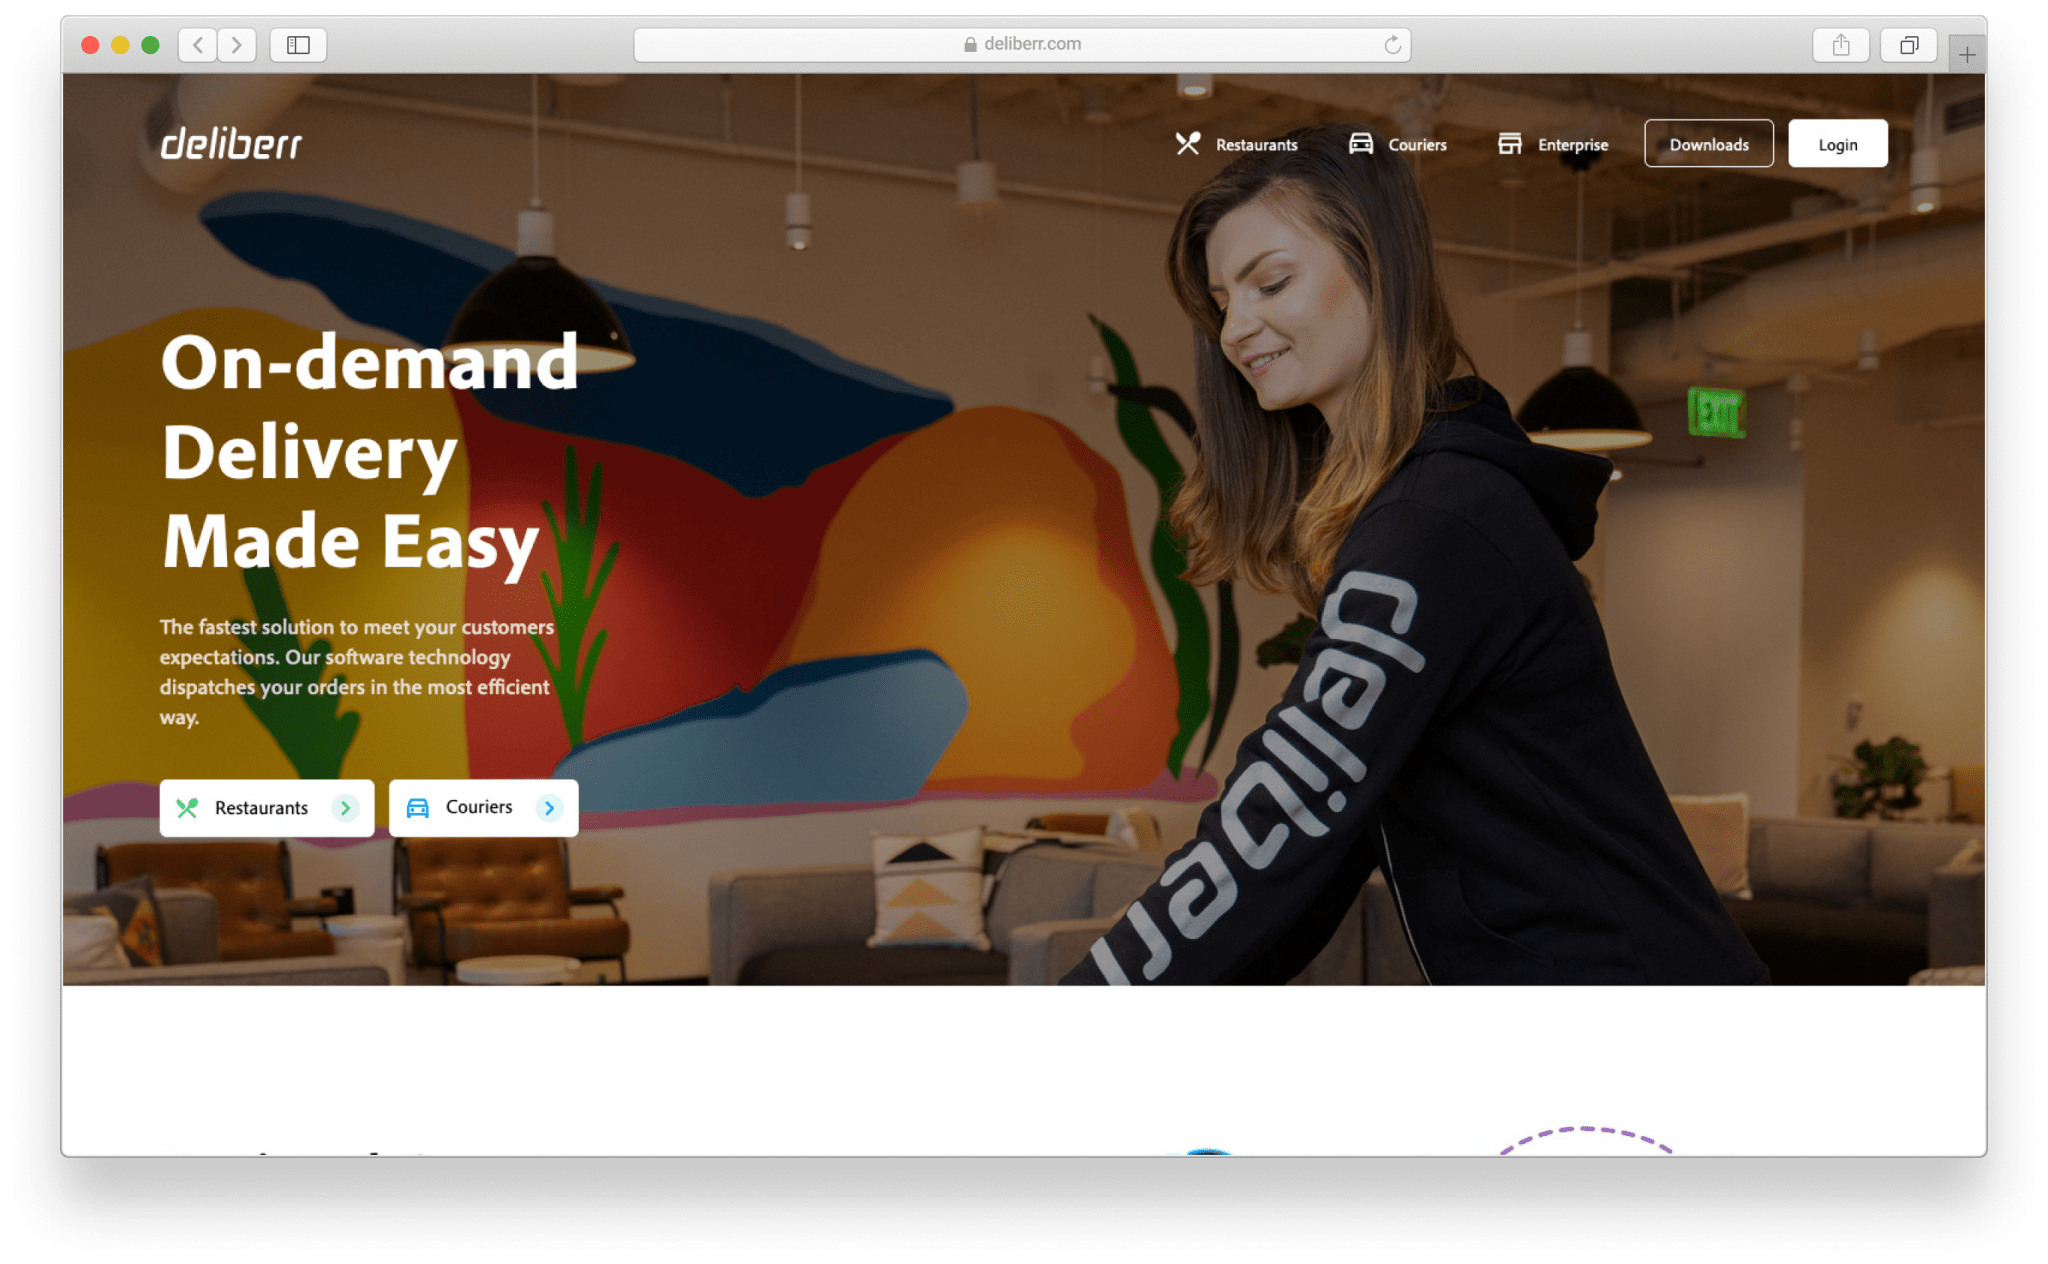 deliberr.com
deliberr
Restaurants
Couriers
Enterprise
Downloads
Login
On-demand
Delivery
Made Easy
The fastest solution to meet your customers
expectations. Our software technology
dispatches your orders in the most efficient
way.
Restaurants
Couriers
EXIT
deliberr